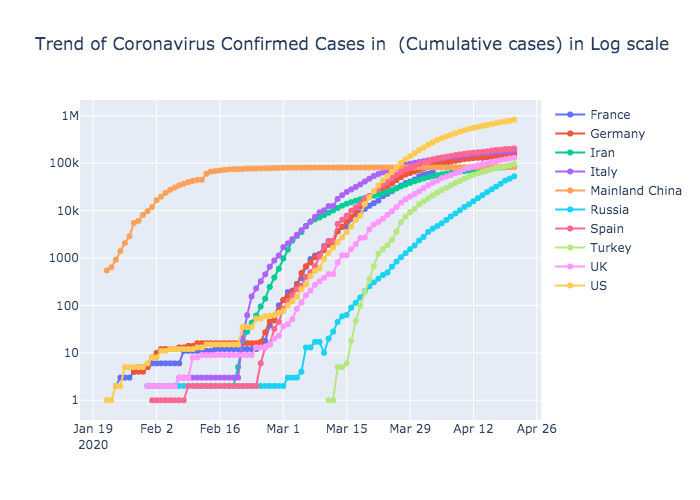 Trend of Coronavirus Confirmed Cases in  (Cumulative cases) in Log scale
1M
100k
10k
1000
100
10
1
Jan 19
2020
Feb 2
Feb 16
Mar 1
Mar 15
Mar 29
Apr 12
Apr 26
France
Germany
Iran
Italy
Mainland China
Russia
Spain
Turkey
UK
US